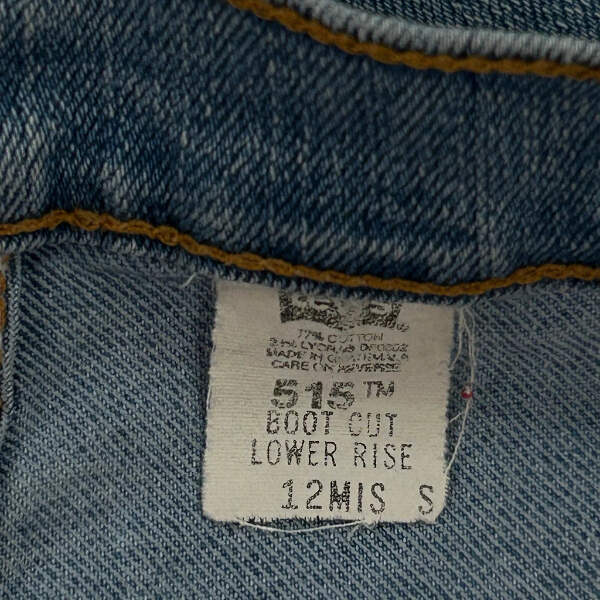 COTTON
MADE IN GUATEMALA
CARE ON REVERSE
515™
BOOT CUT
LOWER RISE
12MIS S